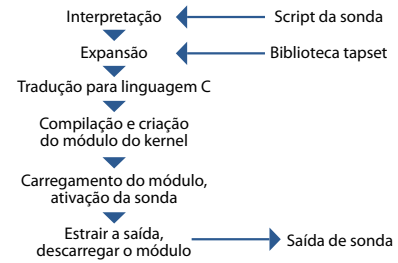 Interpretação
Script da sonda
Expansão
Biblioteca tapset
Tradução para linguagem C
Compilação e criação
do módulo do kernel
Carregamento do módulo,
ativação da sonda
Estrair a saída,
descarregar o módulo
Saída de sonda